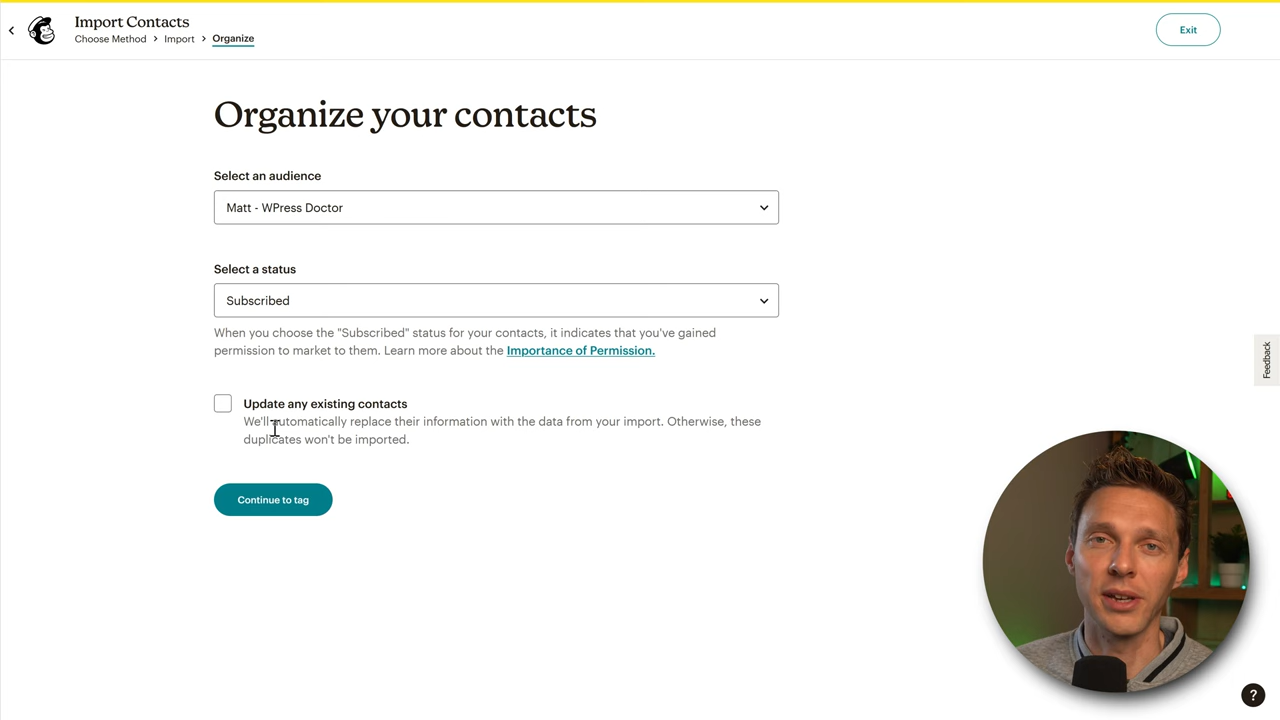 Import Contacts
Choose Method > Import > Organize
Exit
Organize your contacts
Select an audience
Matt - WPress Doctor
Select a status
Subscribed
When you choose the "Subscribed" status for your contacts, it indicates that you've gained
permission to market to them. Learn more about the Importance of Permission.
Feedback
Update any existing contacts
We'll automatically replace their information with the data from your import. Otherwise, these
duplicates won't be imported.
Continue to tag
?